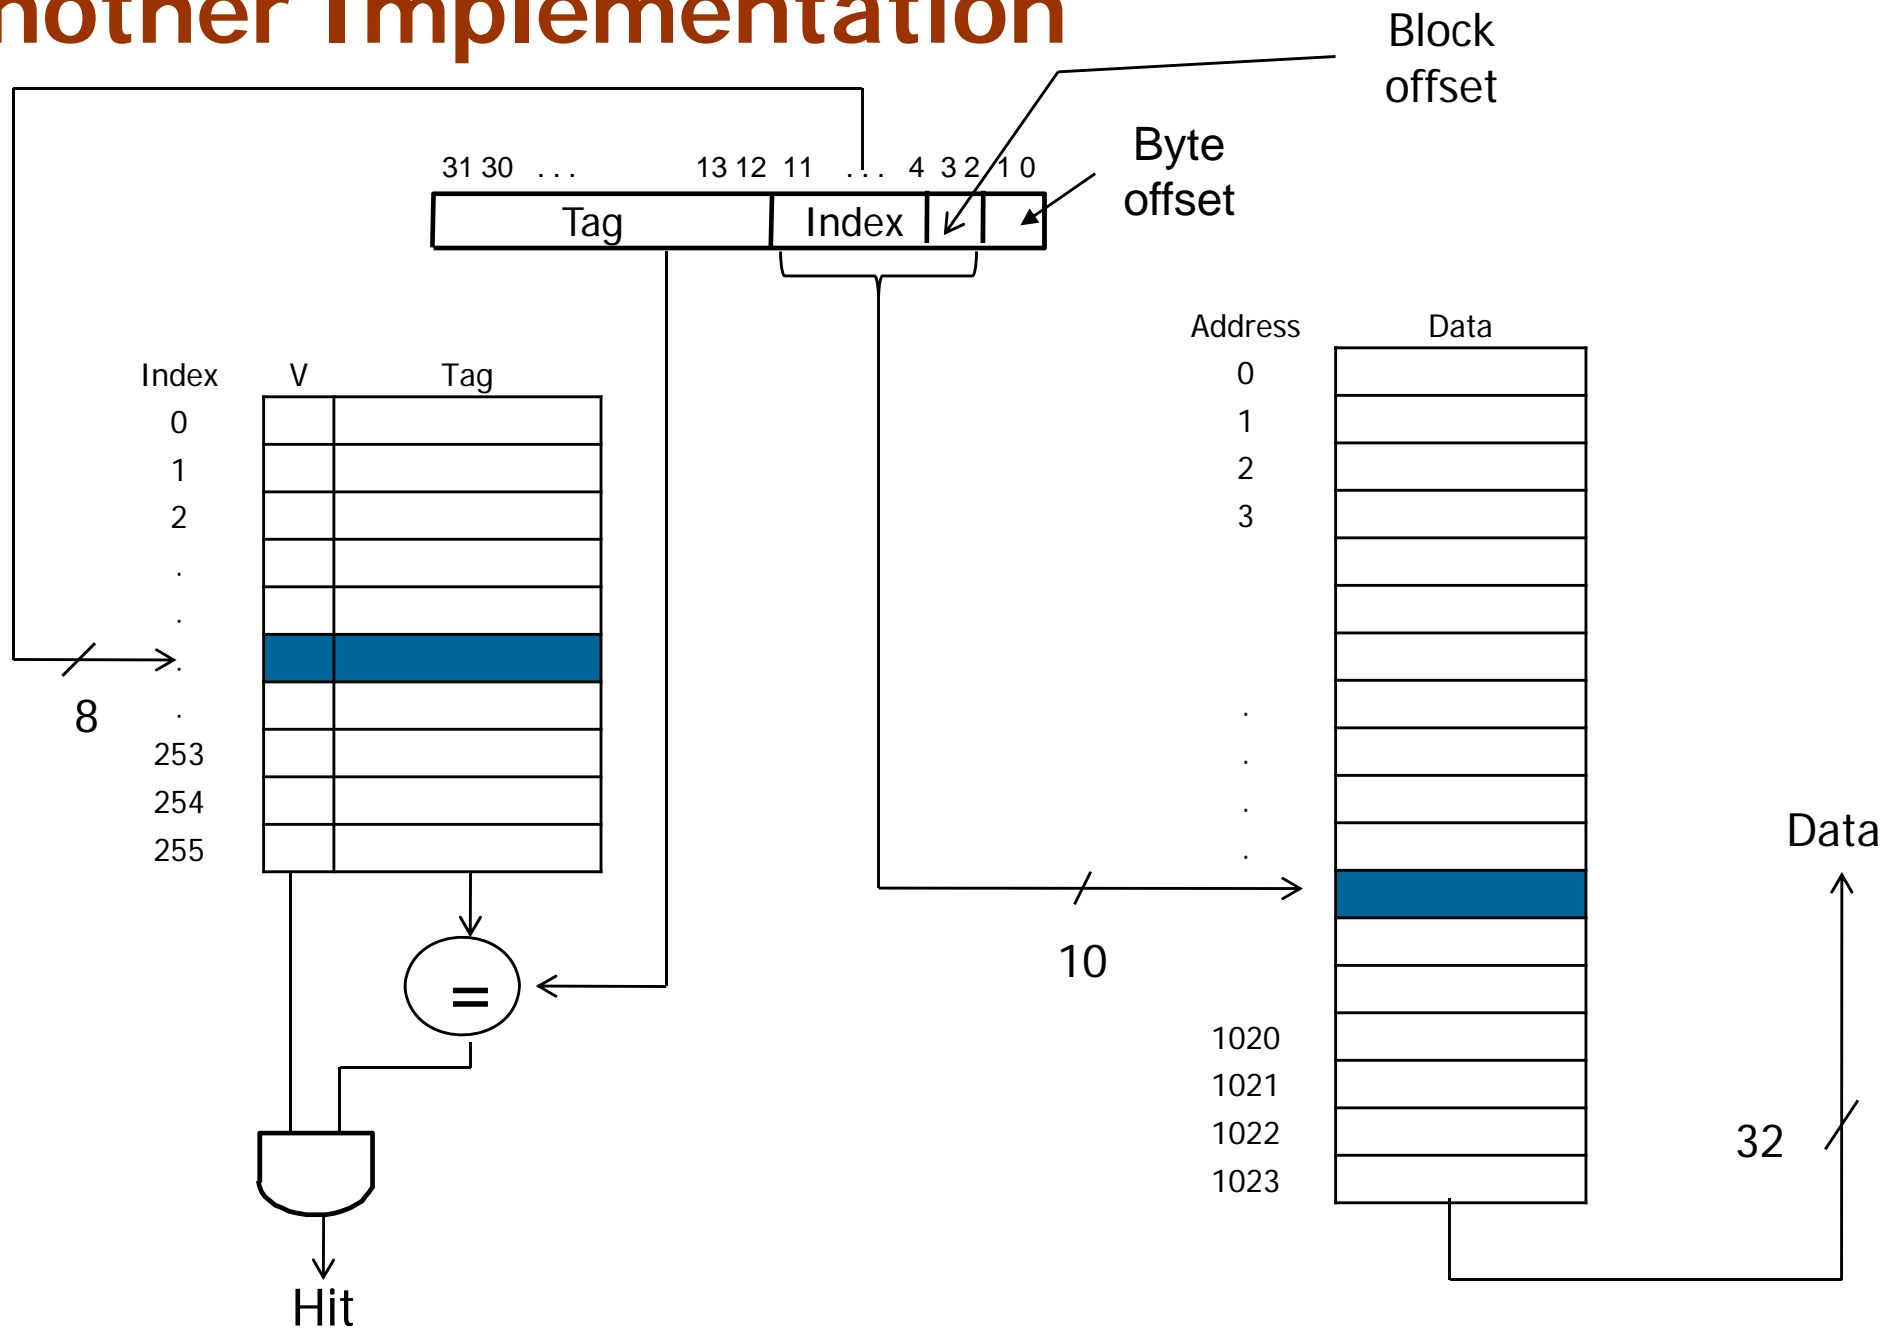 nother Implementation
Block
offset
Byte
offset
31 30 ... 13 12 11 ... 4 3 2 1 0
Tag Index
Address Data
Index V Tag
0
1
2
.
.
.
.
253
254
255
8
=
Hit
0
1
2
3
.
.
.
.
10
1020
1021
1022
1023
Data
32